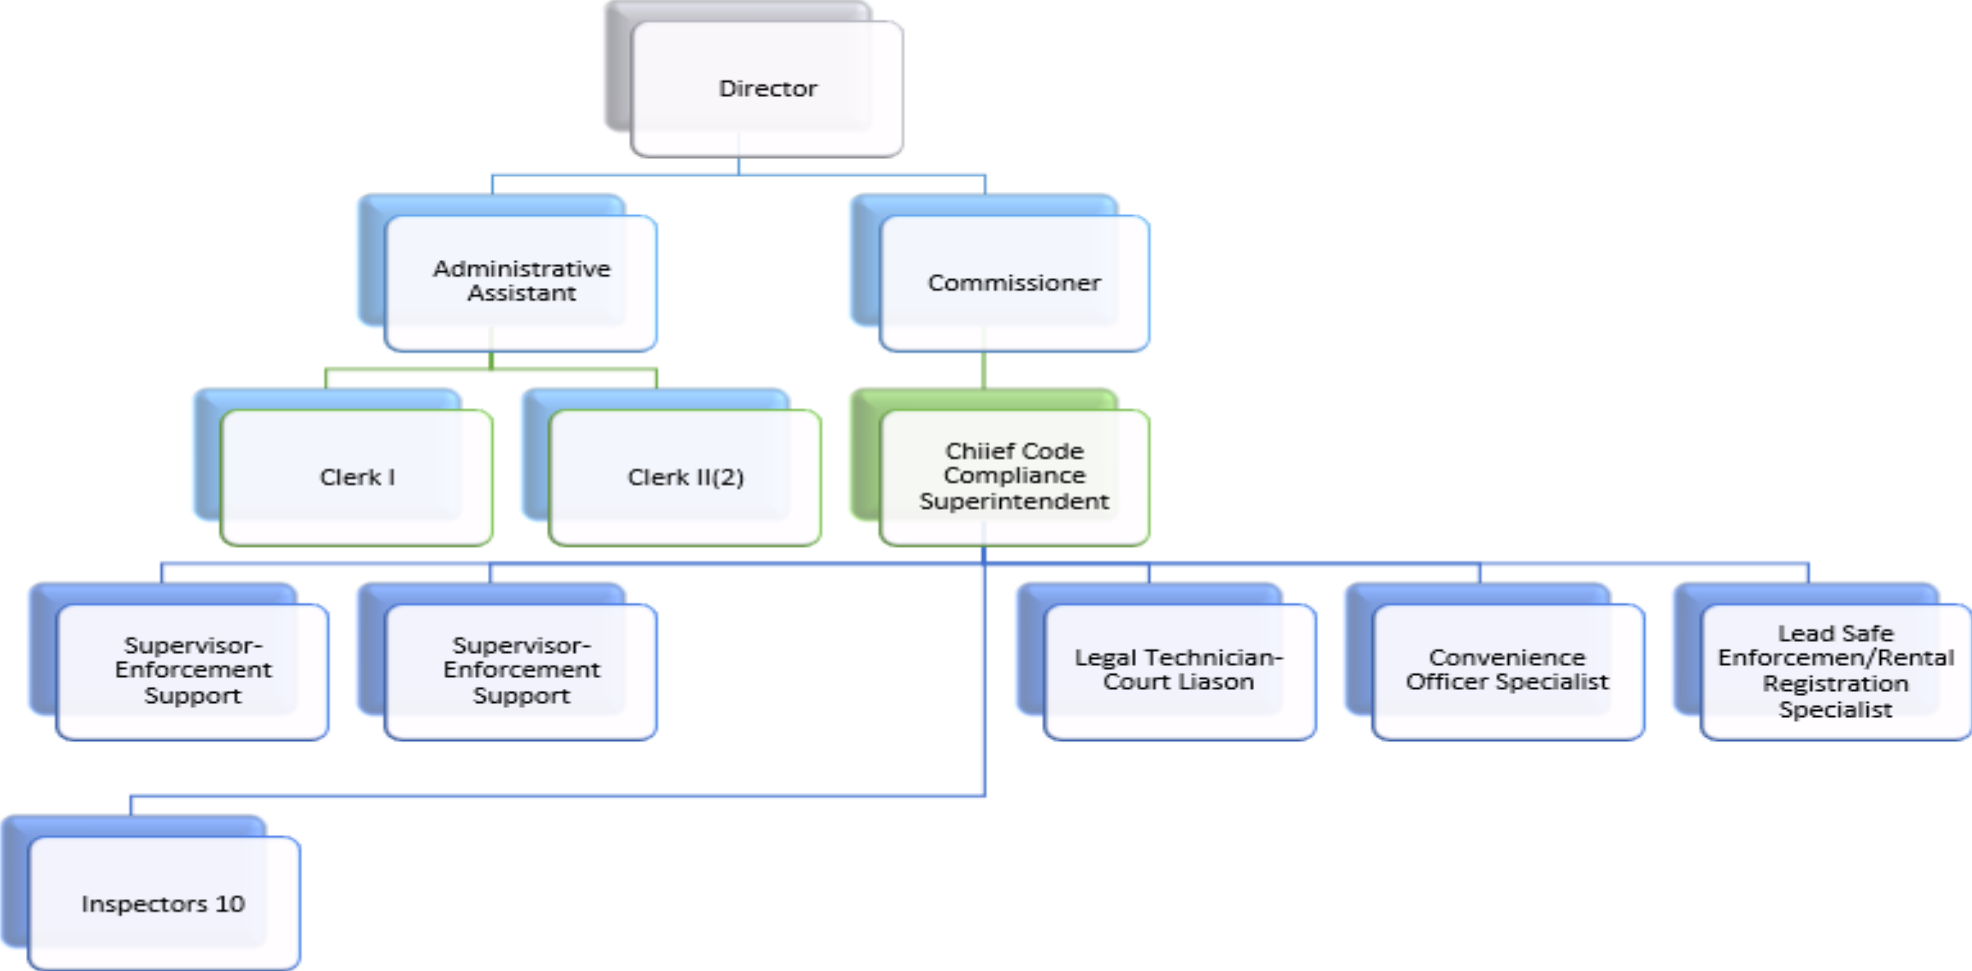 Director
Administrative
Assistant
Commissioner
Clerk I
Clerk II(2)
Chiief Code
Compliance
Superintendent
Supervisor-
Enforcement
Support
Supervisor-
Enforcement
Support
Legal Technician-
Court Liason
Convenience
Officer Specialist
Lead Safe
Enforcemen/Rental
Registration
Specialist
Inspectors 10